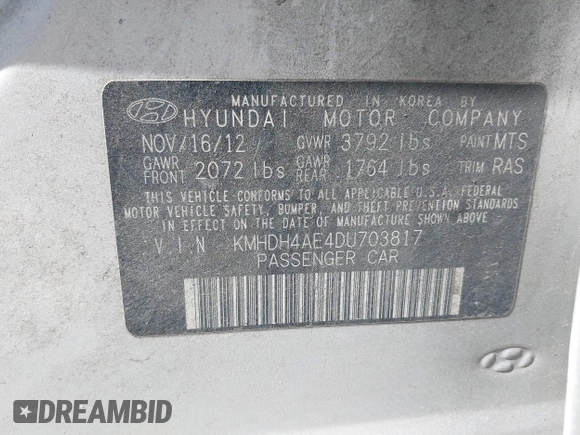 MANUFACTURED IN KOREA BY
HYUNDAI MOTOR COMPANY
NOV/16/12/ GVWR 3792 lbs PAINT MTS
GAWR FRONT 2072 lbs GAWR REAR 1764 lbs TRIM RAS
THIS VEHICLE CONFORMS TO ALL APPLICABLE U.S.A. FEDERAL
MOTOR VEHICLE SAFETY, BUMPER, AND THEFT PREVENTION STANDARDS
IN EFFECT ON THE DATE OF MANUFACTURE SHOWN ABOVE.
V.I.N KMHDH4AE4DU703817
PASSENGER CAR
DREAMBID